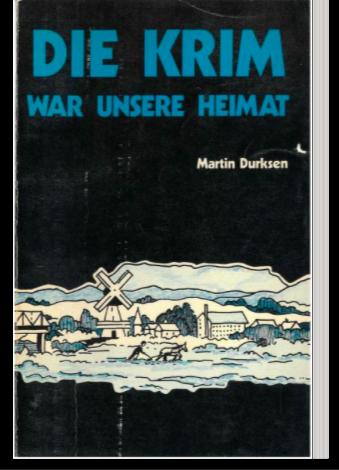 DIE KRIM
WAR UNSERE HEIMAT
Martin Durksen